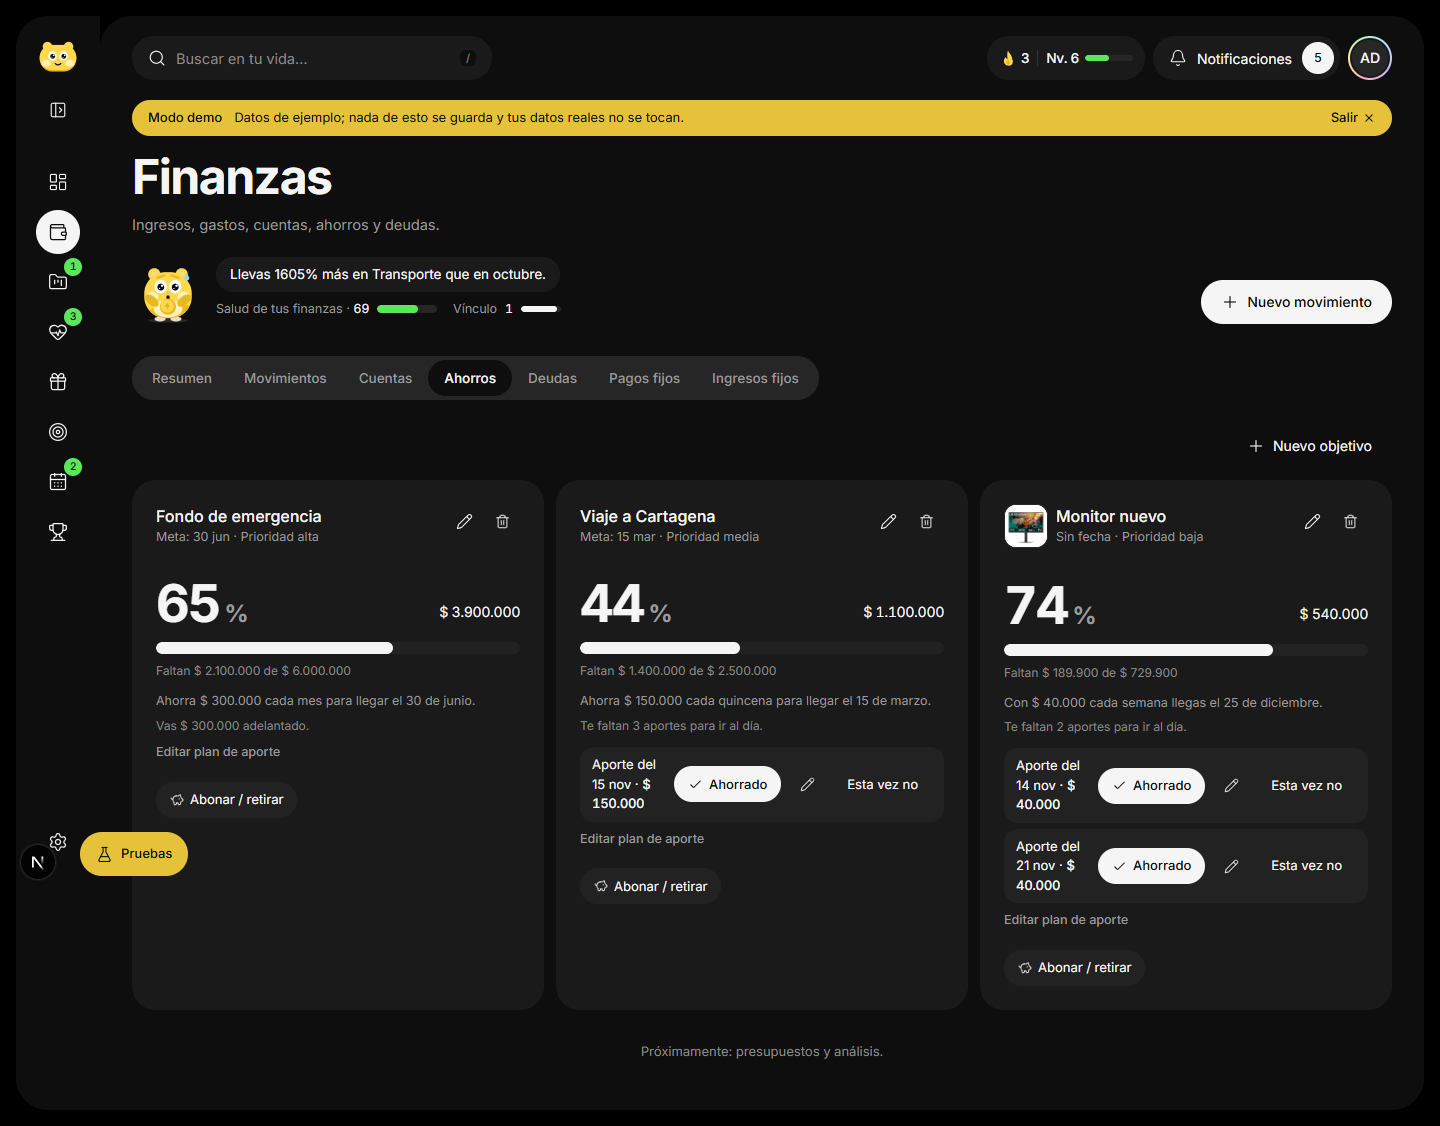 Buscar en tu vida...
/
3
Nv. 6
Notificaciones
5
AD
Modo demo
Datos de ejemplo; nada de esto se guarda y tus datos reales no se tocan.
Salir
Finanzas
Ingresos, gastos, cuentas, ahorros y deudas.
Llevas 1605% más en Transporte que en octubre.
Salud de tus finanzas · 69
Vínculo 1
Nuevo movimiento
1
3
2
Resumen
Movimientos
Cuentas
Ahorros
Deudas
Pagos fijos
Ingresos fijos
Nuevo objetivo
Fondo de emergencia
Meta: 30 jun · Prioridad alta
65 %
$ 3.900.000
Faltan $ 2.100.000 de $ 6.000.000
Ahorra $ 300.000 cada mes para llegar el 30 de junio.
Vas $ 300.000 adelantado.
Editar plan de aporte
Abonar / retirar
Viaje a Cartagena
Meta: 15 mar · Prioridad media
44 %
$ 1.100.000
Faltan $ 1.400.000 de $ 2.500.000
Ahorra $ 150.000 cada quincena para llegar el 15 de marzo.
Te faltan 3 aportes para ir al día.
Aporte del
15 nov · $
150.000
Ahorrado
Esta vez no
Editar plan de aporte
Abonar / retirar
Monitor nuevo
Sin fecha · Prioridad baja
74 %
$ 540.000
Faltan $ 189.900 de $ 729.900
Con $ 40.000 cada semana llegas el 25 de diciembre.
Te faltan 2 aportes para ir al día.
Aporte del
14 nov · $
40.000
Ahorrado
Esta vez no
Aporte del
21 nov · $
40.000
Ahorrado
Esta vez no
Editar plan de aporte
Abonar / retirar
N
Pruebas
Próximamente: presupuestos y análisis.